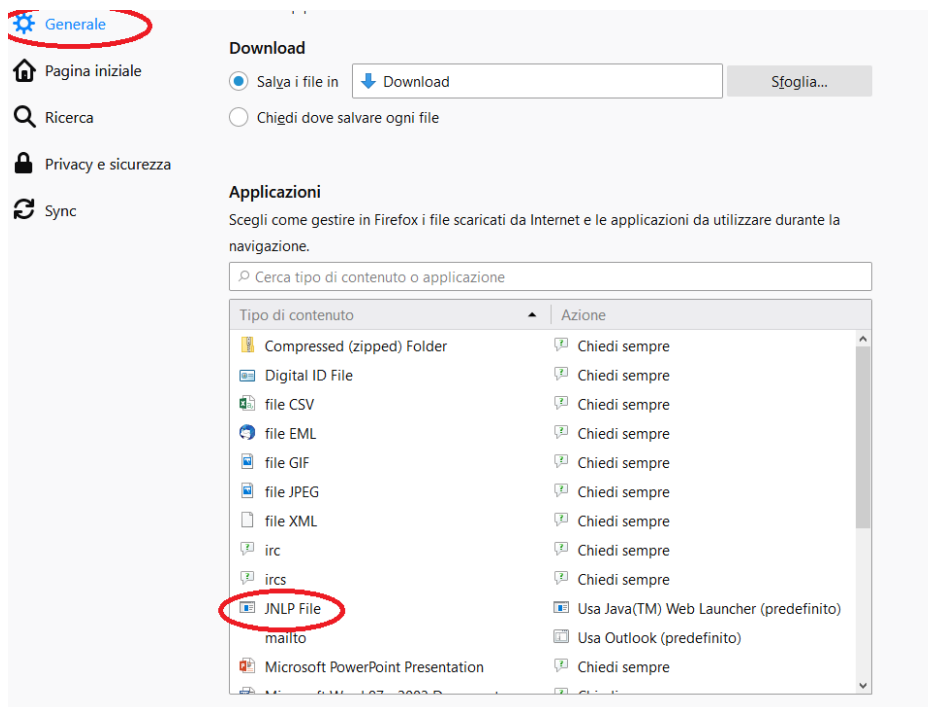 Generale
Pagina iniziale
Ricerca
Privacy e sicurezza
Sync
Download
Salva i file in
Download
Sfoglia...
Chiedi dove salvare ogni file
Applicazioni
Scegli come gestire in Firefox i file scaricati da Internet e le applicazioni da utilizzare durante la
navigazione.
Cerca tipo di contenuto o applicazione
Tipo di contenuto Azione
Compressed (zipped) Folder Chiedi sempre
Digital ID File Chiedi sempre
file CSV Chiedi sempre
file EML Chiedi sempre
file GIF Chiedi sempre
file JPEG Chiedi sempre
file XML Chiedi sempre
irc Chiedi sempre
ircs Chiedi sempre
JNLP File Usa Java(TM) Web Launcher (predefinito)
mailto Usa Outlook (predefinito)
Microsoft PowerPoint Presentation Chiedi sempre